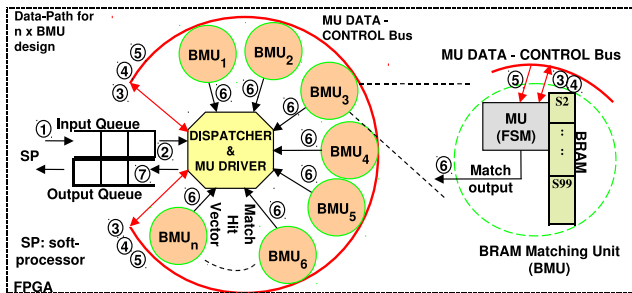 Data-Path for
n x BMU
design
MU DATA -
CONTROL Bus
⑤
④
③
BMU1
BMU2
BMU3
BMU4
BMU5
BMU6
BMUn
⑥
⑥
⑥
⑥
⑥
⑥
⑥
DISPATCHER
&
MU DRIVER
①
Input Queue
②
SP
⑦
Output Queue
③
④
⑤
Match
Hit
Vector
SP: soft-
processor
FPGA
MU DATA - CONTROL Bus
⑤
③
④
MU
(FSM)
S2
: :
: :
S99
BRAM
⑥
Match
output
BRAM Matching Unit
(BMU)